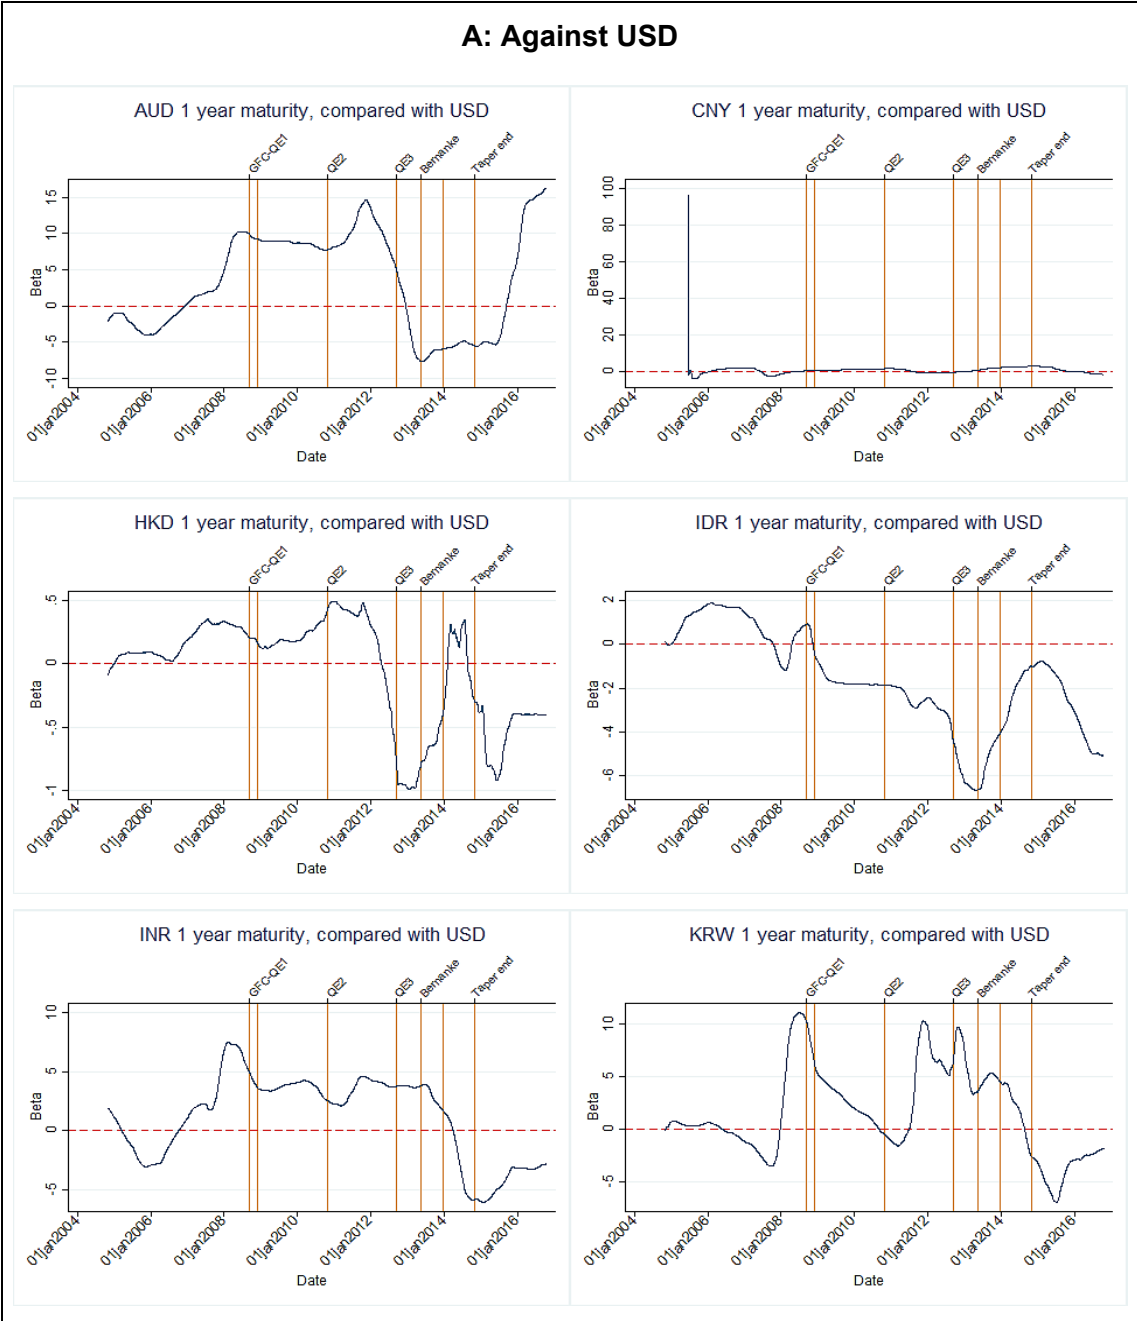 A: Against USD
AUD 1 year maturity, compared with USD
GFC-QE1
QE2
QE3
Bernanke
Taper end
Beta
15
10
5
0
-5
-10
01jan2004
01jan2006
01jan2008
01jan2010
01jan2012
01jan2014
01jan2016
Date
CNY 1 year maturity, compared with USD
GFC-QE1
QE2
QE3
Bernanke
Taper end
Beta
100
80
60
40
20
0
01jan2004
01jan2006
01jan2008
01jan2010
01jan2012
01jan2014
01jan2016
Date
HKD 1 year maturity, compared with USD
GFC-QE1
QE2
QE3
Bernanke
Taper end
Beta
.5
0
-.5
-1
01jan2004
01jan2006
01jan2008
01jan2010
01jan2012
01jan2014
01jan2016
Date
IDR 1 year maturity, compared with USD
GFC-QE1
QE2
QE3
Bernanke
Taper end
Beta
2
0
-2
-4
-6
01jan2004
01jan2006
01jan2008
01jan2010
01jan2012
01jan2014
01jan2016
Date
INR 1 year maturity, compared with USD
GFC-QE1
QE2
QE3
Bernanke
Taper end
Beta
10
5
0
-5
01jan2004
01jan2006
01jan2008
01jan2010
01jan2012
01jan2014
01jan2016
Date
KRW 1 year maturity, compared with USD
GFC-QE1
QE2
QE3
Bernanke
Taper end
Beta
10
5
0
-5
01jan2004
01jan2006
01jan2008
01jan2010
01jan2012
01jan2014
01jan2016
Date